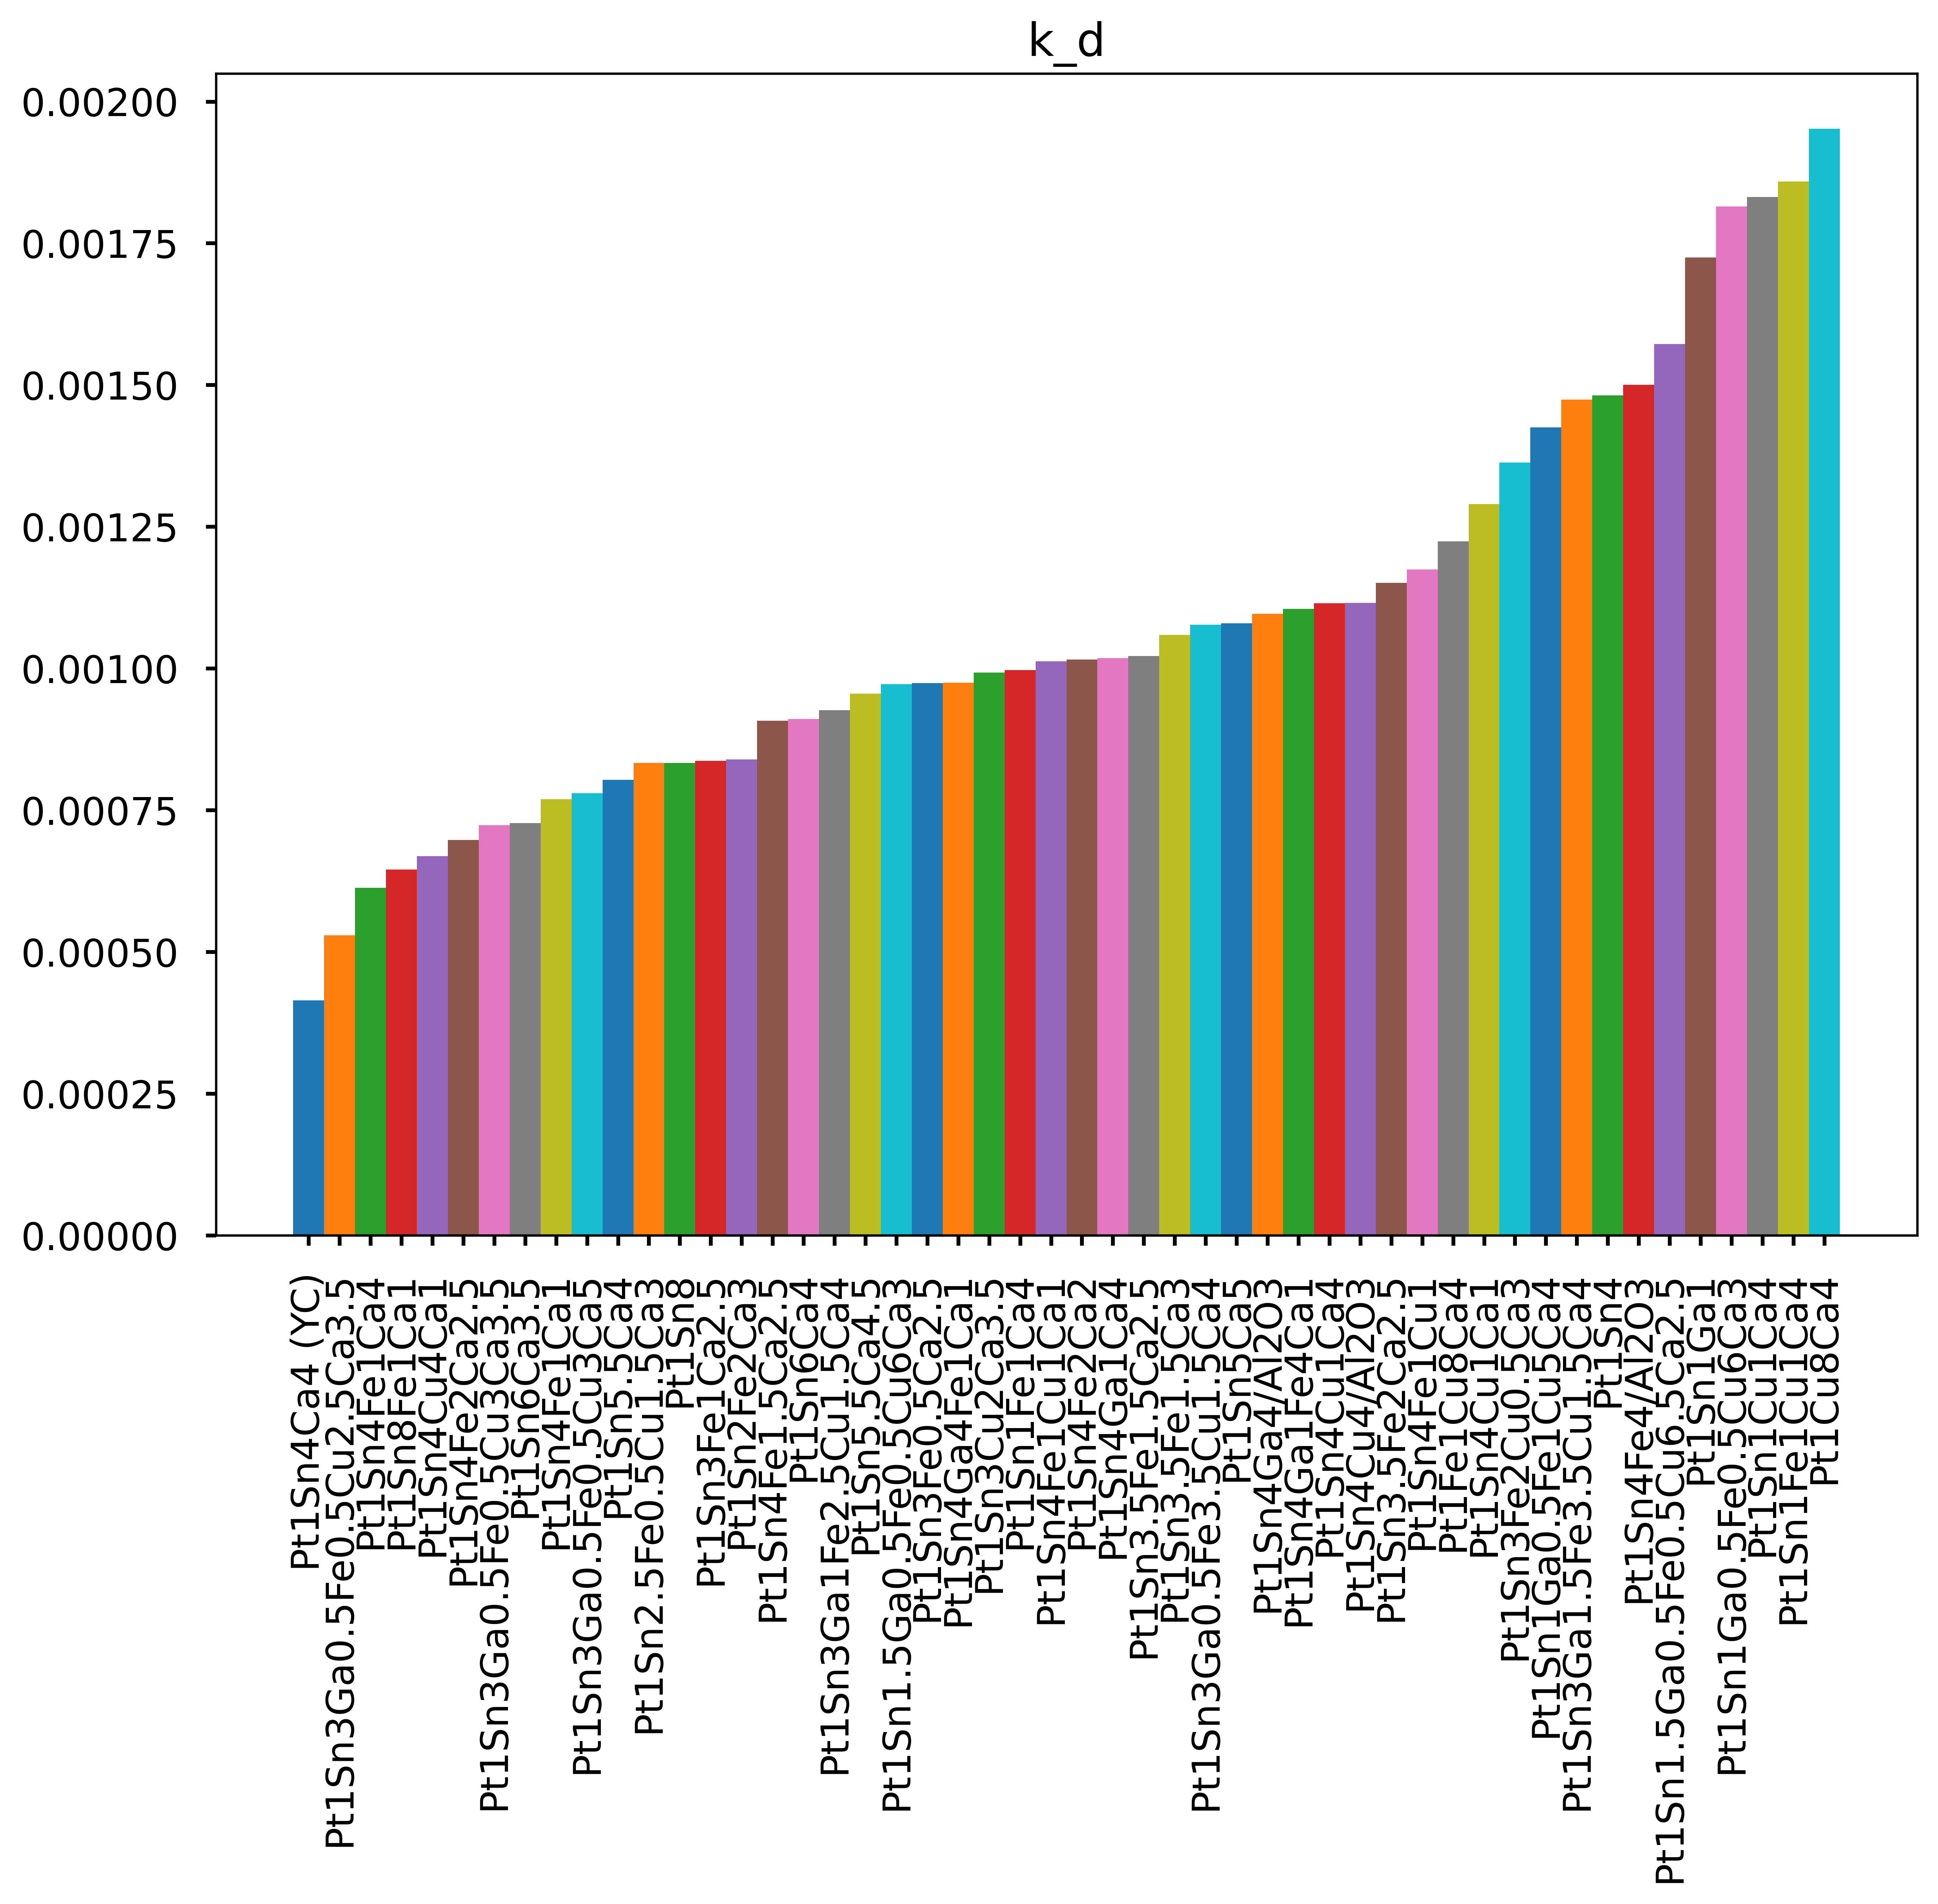 k_d
0.00200
0.00175
0.00150
0.00125
0.00100
0.00075
0.00050
0.00025
0.00000
Pt1Sn4Ca4 (YC)
Pt1Sn3Ga0.5Fe0.5Cu2.5Ca3.5
Pt1Sn4Fe1Ca4
Pt1Sn8Fe1Ca1
Pt1Sn4Cu4Ca1
Pt1Sn4Fe2Ca2.5
Pt1Sn3Ga0.5Fe0.5Cu3Ca3.5
Pt1Sn6Ca3.5
Pt1Sn4Fe1Ca1
Pt1Sn3Ga0.5Fe0.5Cu3Ca5
Pt1Sn5.5Ca4
Pt1Sn2.5Fe0.5Cu1.5Ca3
Pt1Sn8
Pt1Sn3Fe1Ca2.5
Pt1Sn2Fe2Ca3
Pt1Sn4Fe1.5Ca2.5
Pt1Sn6Ca4
Pt1Sn3Ga1Fe2.5Cu1.5Ca4
Pt1Sn5.5Ca4.5
Pt1Sn1.5Ga0.5Fe0.5Cu6Ca3
Pt1Sn3Fe0.5Ca2.5
Pt1Sn4Ga4Fe1Ca1
Pt1Sn3Cu2Ca3.5
Pt1Sn1Fe1Ca4
Pt1Sn4Fe1Cu1Ca1
Pt1Sn4Fe2Ca2
Pt1Sn4Ga1Ca4
Pt1Sn3.5Fe1.5Ca2.5
Pt1Sn3.5Fe1.5Ca3
Pt1Sn3Ga0.5Fe3.5Cu1.5Ca4
Pt1Sn5Ca5
Pt1Sn4Ga4/Al2O3
Pt1Sn4Ga1Fe4Ca1
Pt1Sn4Cu1Ca4
Pt1Sn4Cu4/Al2O3
Pt1Sn3.5Fe2Ca2.5
Pt1Sn4Fe1Cu1
Pt1Fe1Cu8Ca4
Pt1Sn4Cu1Ca1
Pt1Sn3Fe2Cu0.5Ca3
Pt1Sn1Ga0.5Fe1Cu5Ca4
Pt1Sn3Ga1.5Fe3.5Cu1.5Ca4
Pt1Sn4
Pt1Sn4Fe4/Al2O3
Pt1Sn1.5Ga0.5Fe0.5Cu6.5Ca2.5
Pt1Sn1Ga1
Pt1Sn1Ga0.5Fe0.5Cu6Ca3
Pt1Sn1Cu1Ca4
Pt1Sn1Fe1Cu1Ca4
Pt1Cu8Ca4